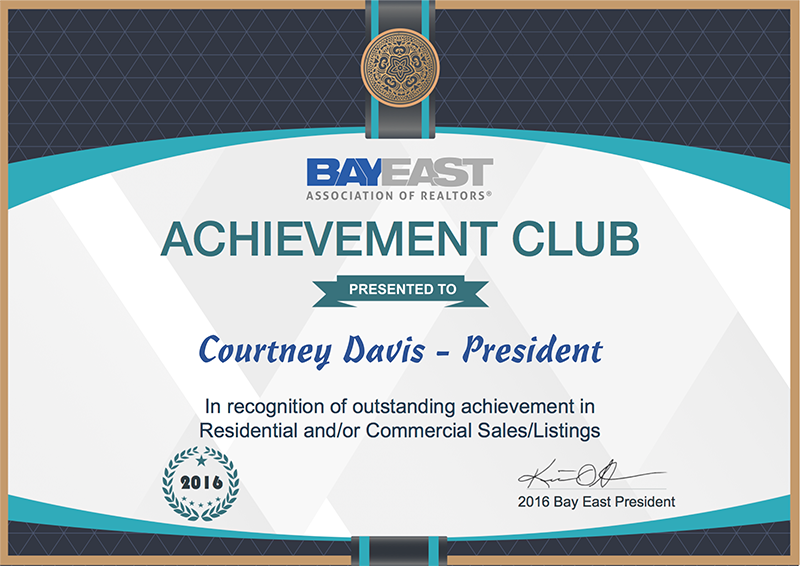 BAYEAST
ASSOCIATION OF REALTORS®
ACHIEVEMENT CLUB
PRESENTED TO
Courtney Davis - President
In recognition of outstanding achievement in
Residential and/or Commercial Sales/Listings
2016
2016 Bay East President